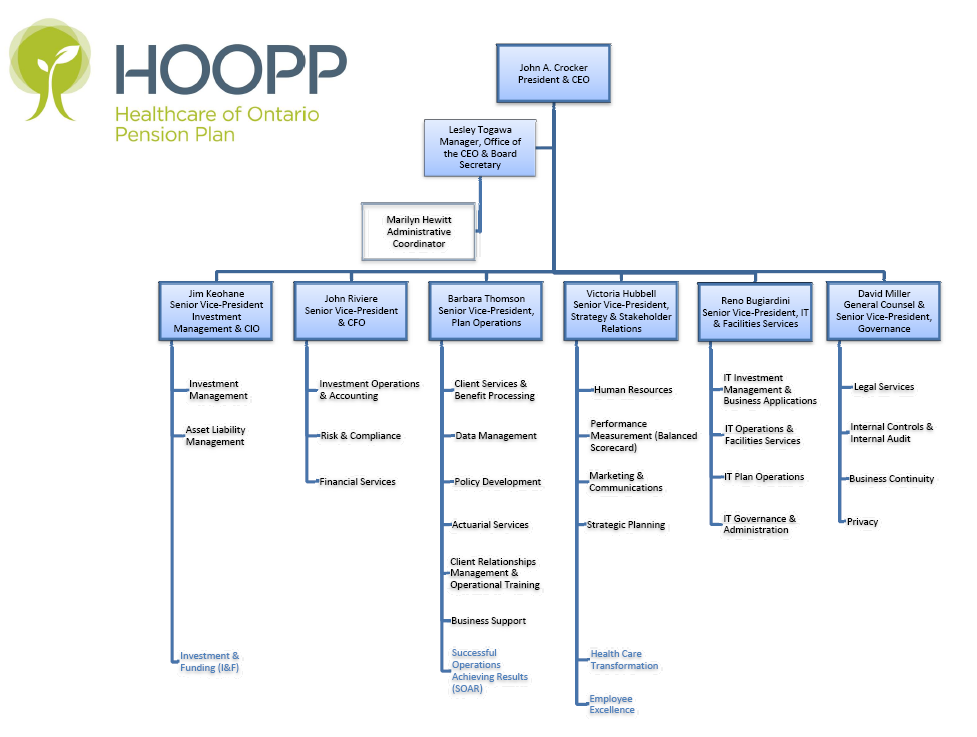 HOOPP
Healthcare of Ontario
Pension Plan
John A. Crocker
President & CEO
Lesley Togawa
Manager, Office of
the CEO & Board
Secretary
Marilyn Hewitt
Administrative
Coordinator
Jim Keohane
Senior Vice-President
Investment
Management & CIO
John Riviere
Senior Vice-President
& CFO
Barbara Thomson
Senior Vice-President,
Plan Operations
Victoria Hubbell
Senior Vice-President,
Strategy & Stakeholder
Relations
Reno Bugiardini
Senior Vice-President, IT
& Facilities Services
David Miller
General Counsel &
Senior Vice-President,
Governance
Investment
Management
Asset Liability
Management
Investment &
Funding (I&F)
Investment Operations
& Accounting
Risk & Compliance
Financial Services
Client Services &
Benefit Processing
Data Management
Policy Development
Actuarial Services
Client Relationships
Management &
Operational Training
Business Support
Successful
Operations
Achieving Results
(SOAR)
Human Resources
Performance
Measurement (Balanced
Scorecard)
Marketing &
Communications
Strategic Planning
Health Care
Transformation
Employee
Excellence
IT Investment
Management &
Business Applications
IT Operations &
Facilities Services
IT Plan Operations
IT Governance &
Administration
Legal Services
Internal Controls &
Internal Audit
Business Continuity
Privacy